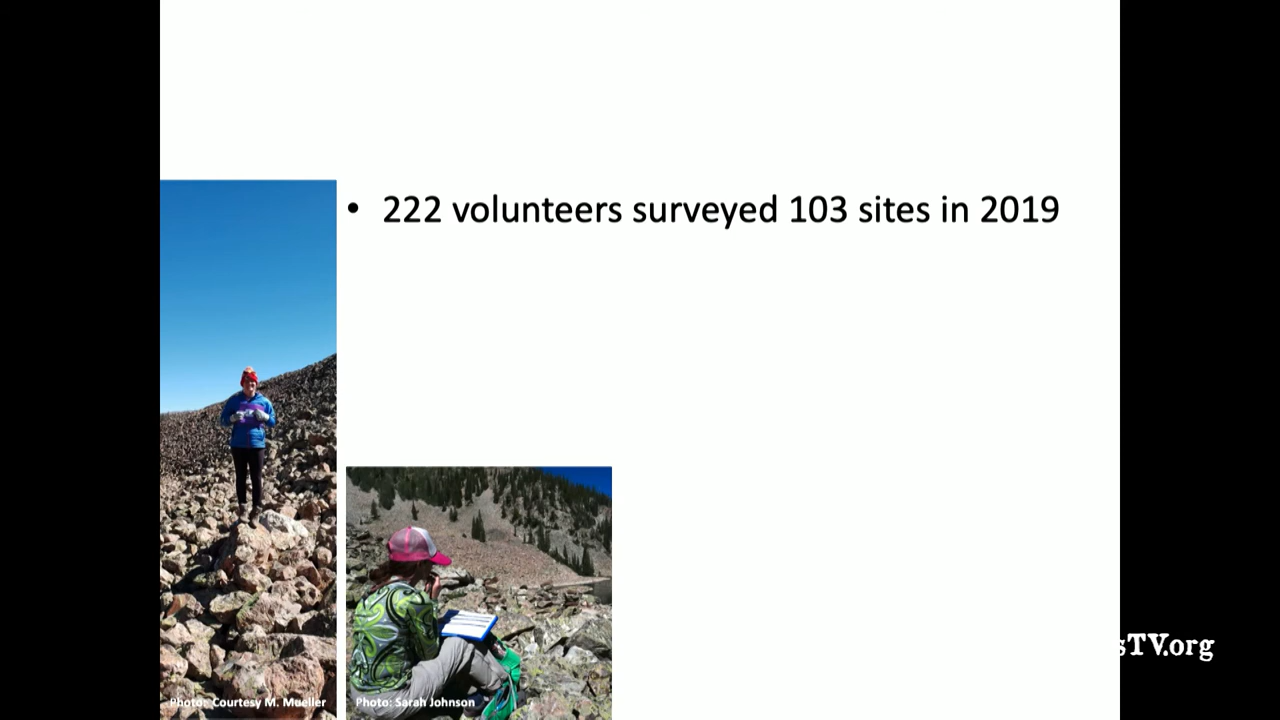 • 222 volunteers surveyed 103 sites in 2019
Photo: Courtesy M. Mueller
Photo: Sarah Johnson
sTV.org